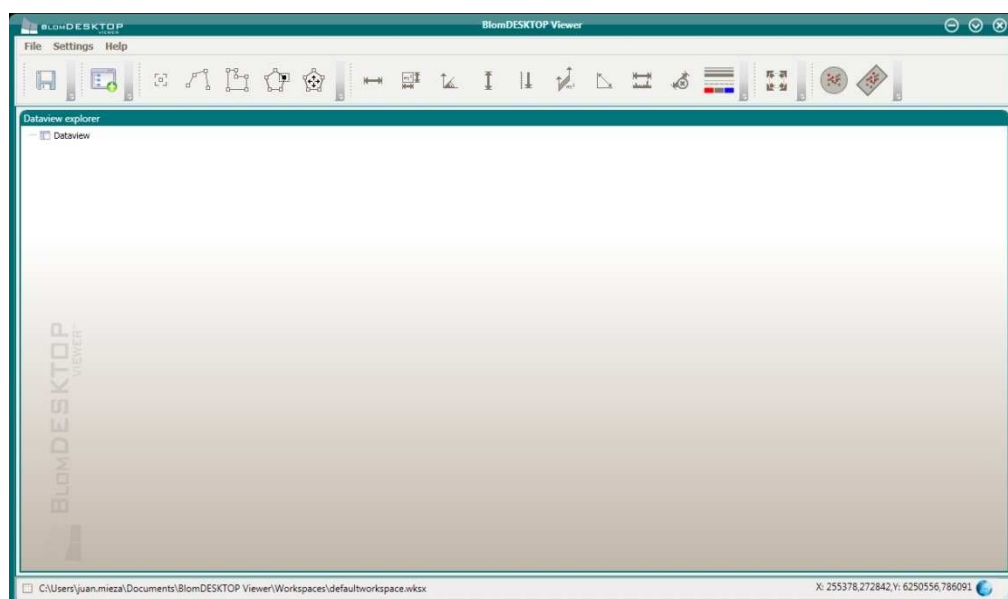 BLOMDESKTOP
VIEWER
BlomDESKTOP Viewer
File Settings Help
Dataview explorer
Dataview
BLOMDESKTOP
VIEWER
C:\Users\juan.mieza\Documents\BlomDESKTOP Viewer\Workspaces\defaultworkspace.wksx
X: 255378,272842,Y: 6250556,786091